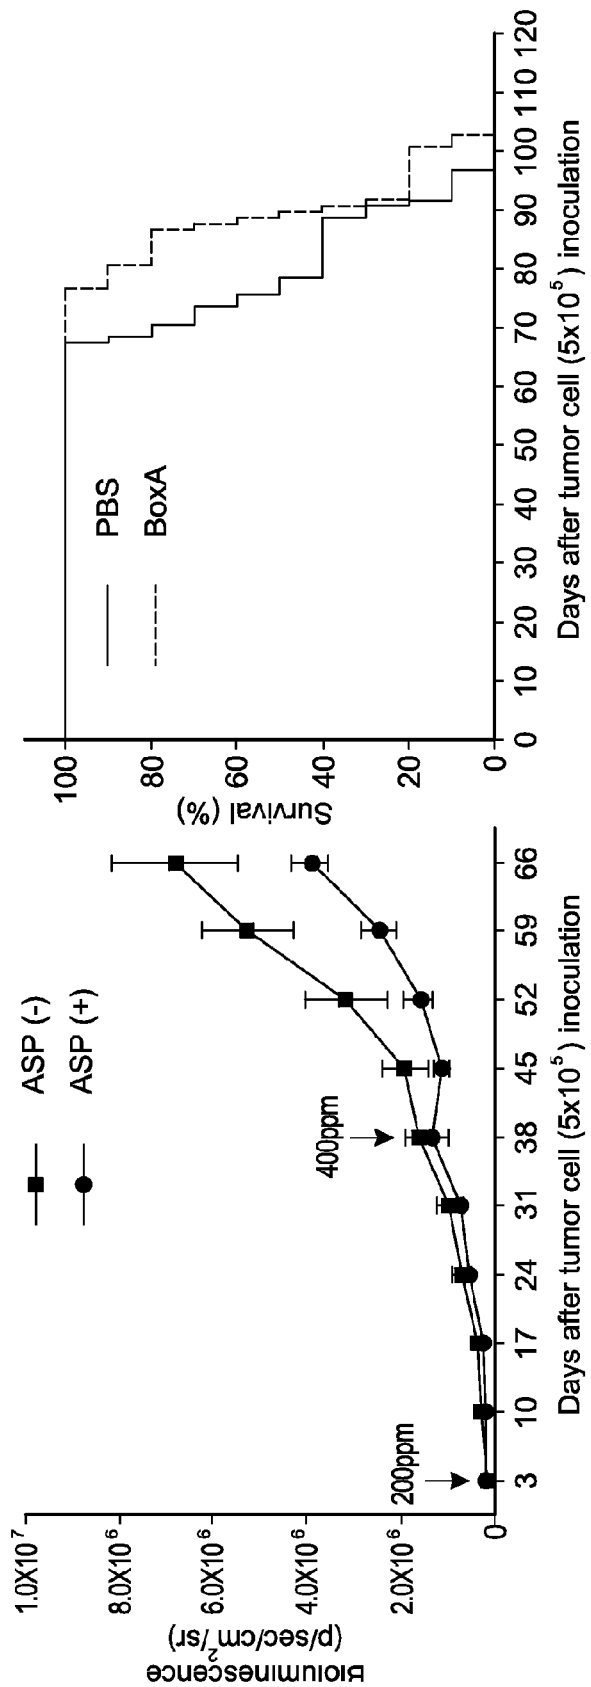 ASP (-)
ASP (+)
Bioluminescence
(p/sec/cm²/sr)
1.0X10⁷
8.0X10⁶
6.0X10⁶
4.0X10⁶
2.0X10⁶
0
200ppm
400ppm
3 10 17 24 31 38 45 52 59 66
Days after tumor cell (5x10⁵) inoculation
PBS
BoxA
Survival (%)
100
80
60
40
20
0
0 10 20 30 40 50 60 70 80 90 100 110 120
Days after tumor cell (5x10⁵) inoculation